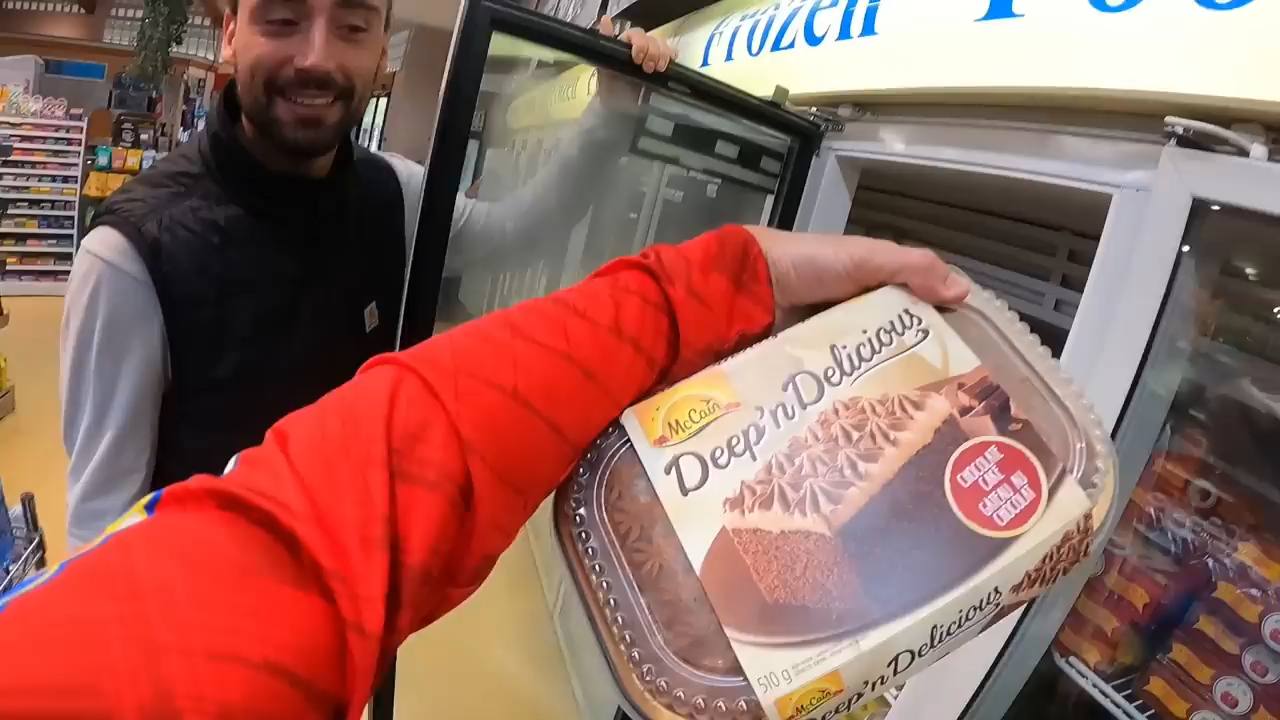 Frozen
McCain
Deep'n Delicious
CHOCOLATE
CAKE
GÂTEAU AU
CHOCOLAT
510 g
McCain
Deep'n Delicious